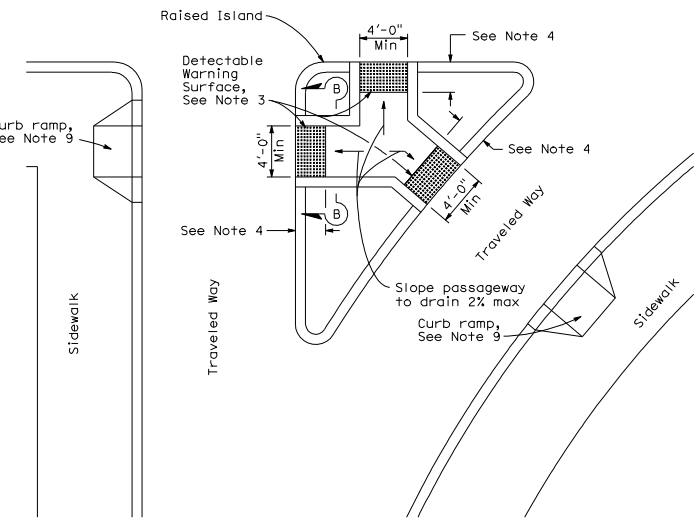 Raised Island
4'-0"
Min
See Note 4
Detectable
Warning
Surface,
See Note 3
B
urb ramp,
ee Note 9
4'-0"
Min
See Note 4
4'-0"
Min
B
See Note 4
Traveled Way
Slope passageway
to drain 2% max
Curb ramp,
See Note 9
Sidewalk
Traveled Way
Sidewalk